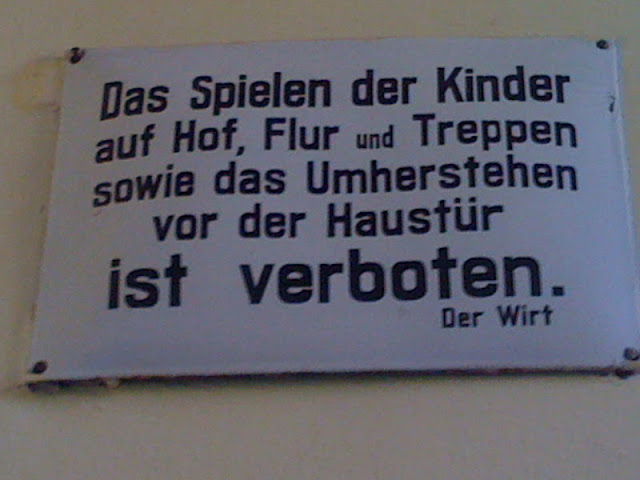 Das Spielen der Kinder
auf Hof, Flur und Treppen
sowie das Umherstehen
vor der Haustür
ist verboten.
Der Wirt